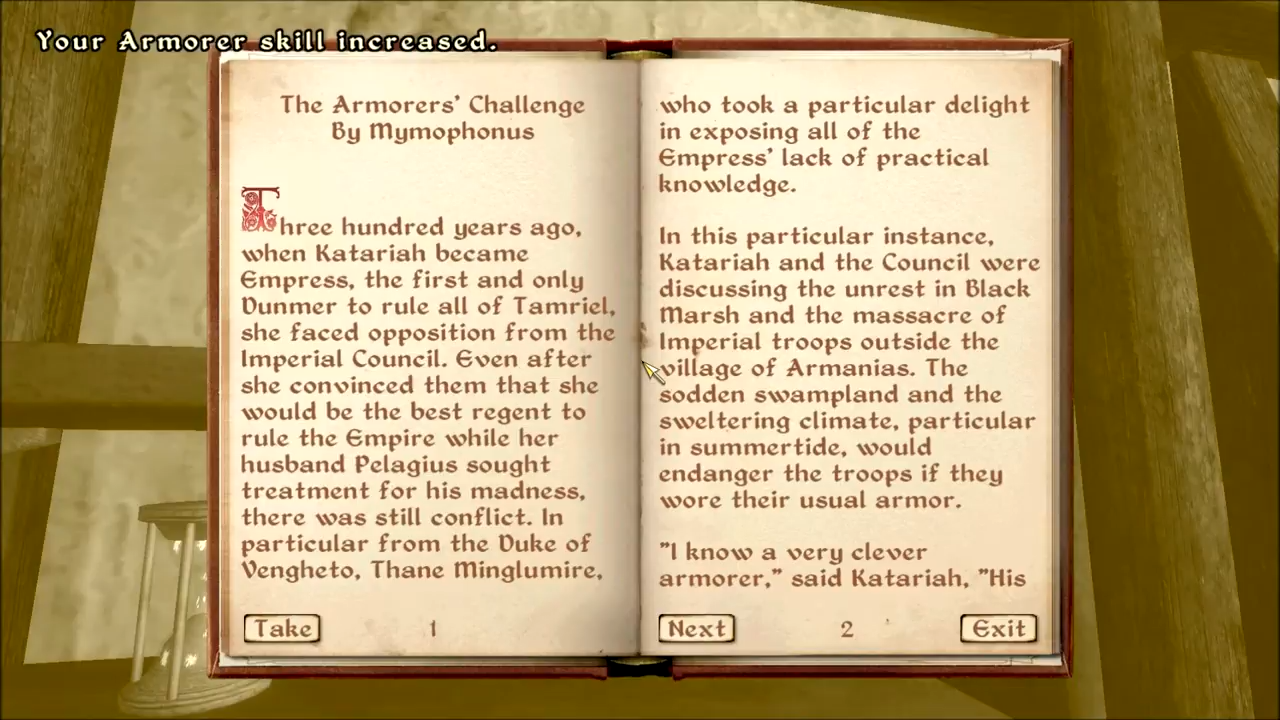 Your Armorer skill increased.
The Armorers' Challenge
By Mymophonus
Three hundred years ago,
when Katariah became
Empress, the first and only
Dunmer to rule all of Tamriel,
she faced opposition from the
Imperial Council. Even after
she convinced them that she
would be the best regent to
rule the Empire while her
husband Pelagius sought
treatment for his madness,
there was still conflict. In
particular from the Duke of
Vengheto, Thane Minglumire,
Take
1
who took a particular delight
in exposing all of the
Empress' lack of practical
knowledge.
In this particular instance,
Katariah and the Council were
discussing the unrest in Black
Marsh and the massacre of
Imperial troops outside the
village of Armanias. The
sodden swampland and the
sweltering climate, particular
in summertide, would
endanger the troops if they
wore their usual armor.
"I know a very clever
armorer," said Katariah, "His
Next
2
Exit